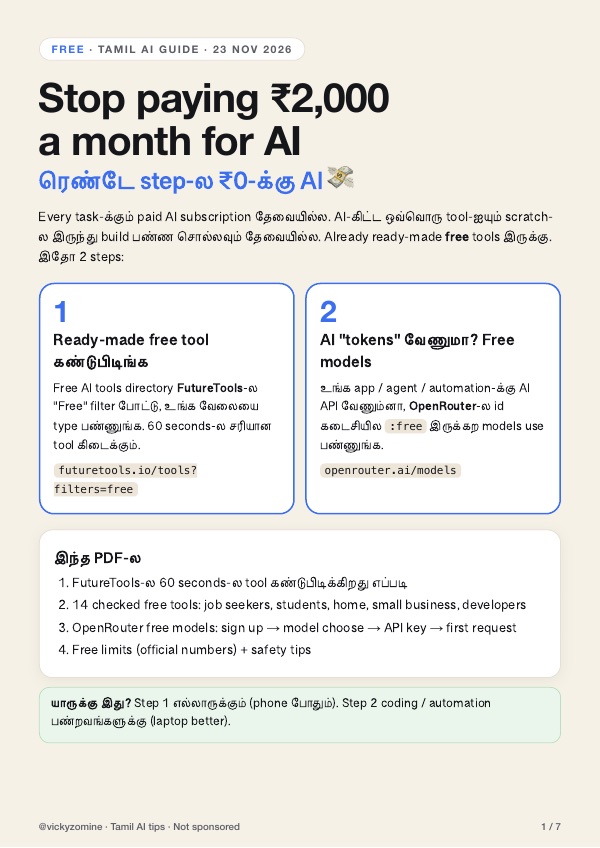 FREE · TAMIL AI GUIDE · 23 NOV 2026
Stop paying ₹2,000
a month for AI
ரெண்டே step-ல ₹0-க்கு AI 💸
Every task-க்கும் paid AI subscription தேவையில்ல. AI-கிட்ட ஒவ்வொரு tool-ஐயும் scratch-
ல இருந்து build பண்ண சொல்லவும் தேவையில்ல. Already ready-made free tools இருக்கு.
இதோ 2 steps:
1
Ready-made free tool
கண்டுபிடிங்க
Free AI tools directory FutureTools-ல
"Free" filter போட்டு, உங்க வேலையை
type பண்ணுங்க. 60 seconds-ல சரியான
tool கிடைக்கும்.
futuretools.io/tools?
filters=free
2
AI "tokens" வேணுமா? Free
models
உங்க app / agent / automation-க்கு AI
API வேணும்னா, OpenRouter-ல id
கடைசியில :free இருக்கற models use
பண்ணுங்க.
openrouter.ai/models
இந்த PDF-ல
1. FutureTools-ல 60 seconds-ல tool கண்டுபிடிக்கிறது எப்படி
2. 14 checked free tools: job seekers, students, home, small business, developers
3. OpenRouter free models: sign up → model choose → API key → first request
4. Free limits (official numbers) + safety tips
யாருக்கு இது? Step 1 எல்லாருக்கும் (phone போதும்). Step 2 coding / automation
பண்றவங்களுக்கு (laptop better).
@vickyzomine · Tamil AI tips · Not sponsored
1 / 7